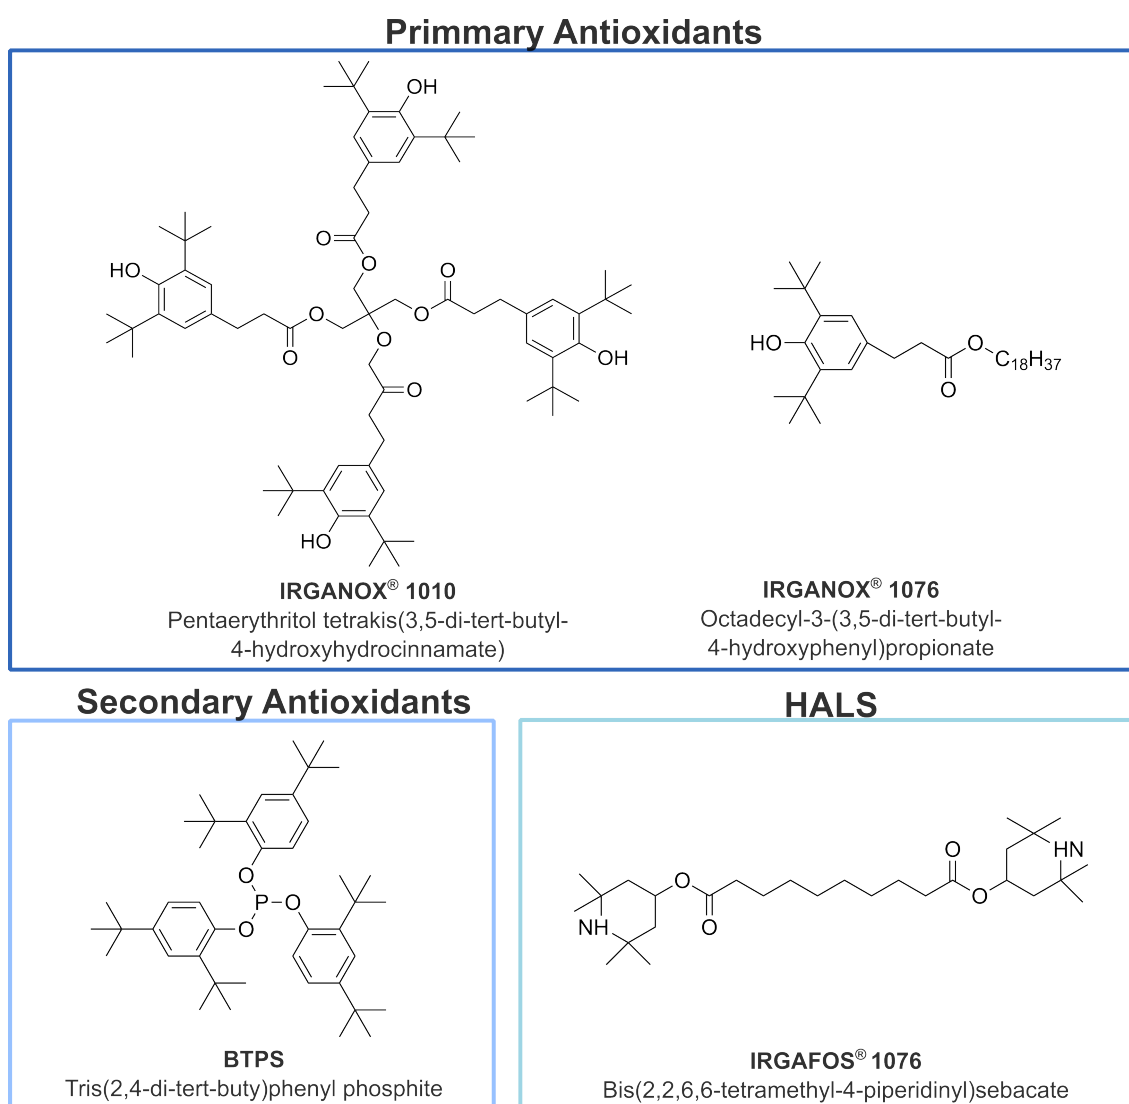 Primmary Antioxidants
OH
O
O
HO
O
O
O
O
O
O
OH
HO
IRGANOX® 1010
Pentaerythritol tetrakis(3,5-di-tert-butyl-
4-hydroxyhydrocinnamate)
HO
O
O
C18H37
IRGANOX® 1076
Octadecyl-3-(3,5-di-tert-butyl-
4-hydroxyphenyl)propionate
Secondary Antioxidants
O
P
O
O
BTPS
Tris(2,4-di-tert-buty)phenyl phosphite
HALS
O
HN
O
O
O
NH
IRGAFOS® 1076
Bis(2,2,6,6-tetramethyl-4-piperidinyl)sebacate